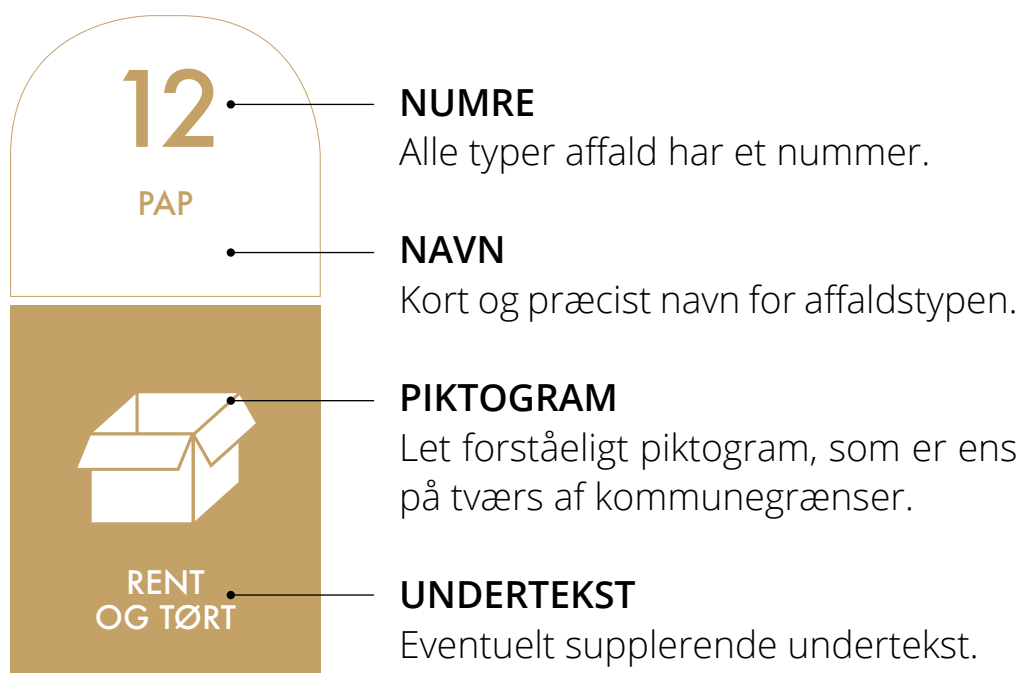 12
PAP
RENT
OG TØRT
NUMRE
Alle typer affald har et nummer.
NAVN
Kort og præcist navn for affaldstypen.
PIKTOGRAM
Let forståeligt piktogram, som er ens
på tværs af kommunegrænser.
UNDERTEKST
Eventuelt supplerende undertekst.